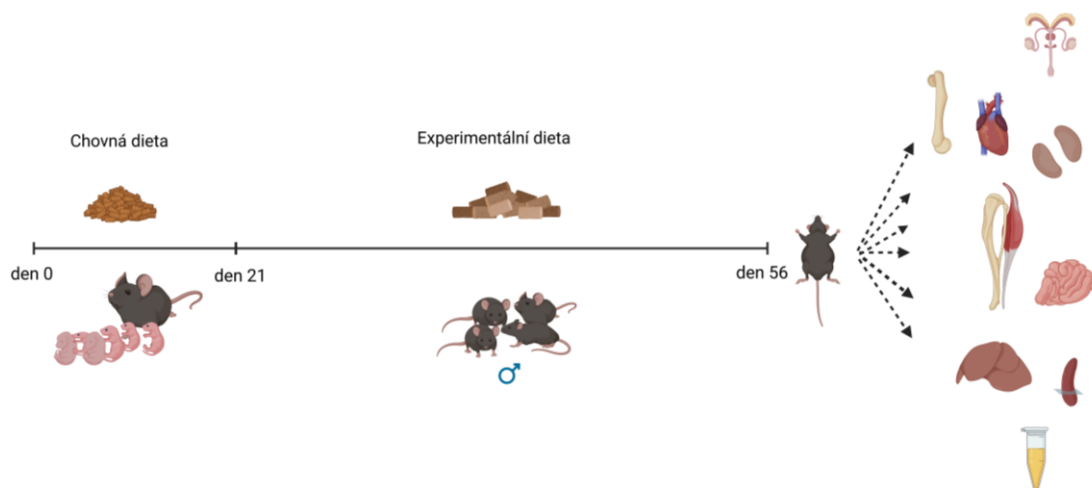 Chovná dieta
Experimentální dieta
den 0
den 21
den 56